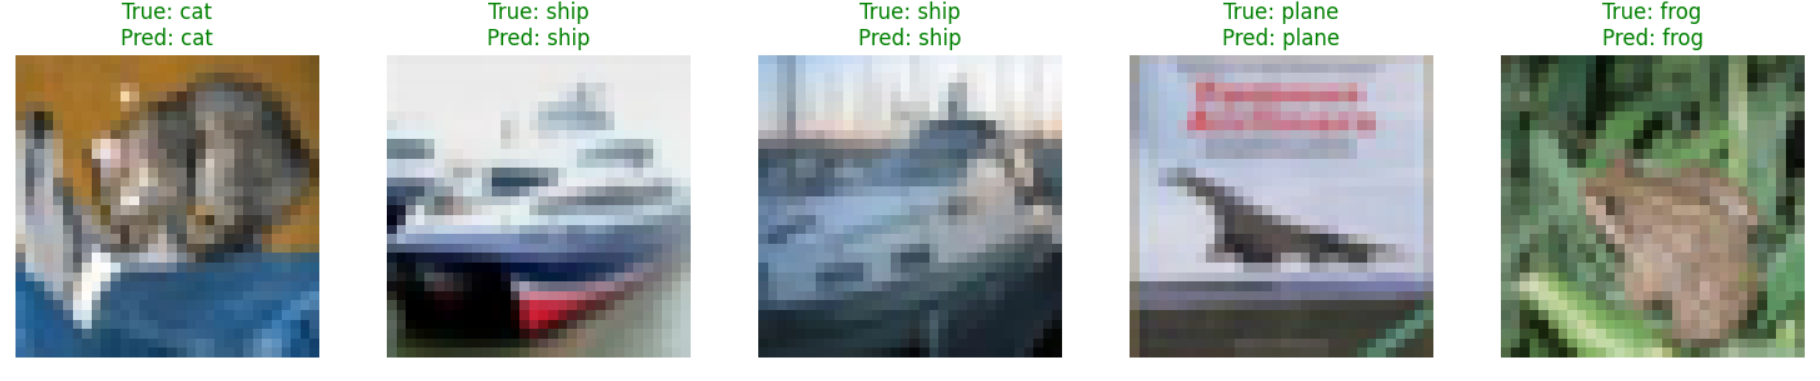 True: cat
Pred: cat
True: ship
Pred: ship
True: ship
Pred: ship
True: plane
Pred: plane
True: frog
Pred: frog